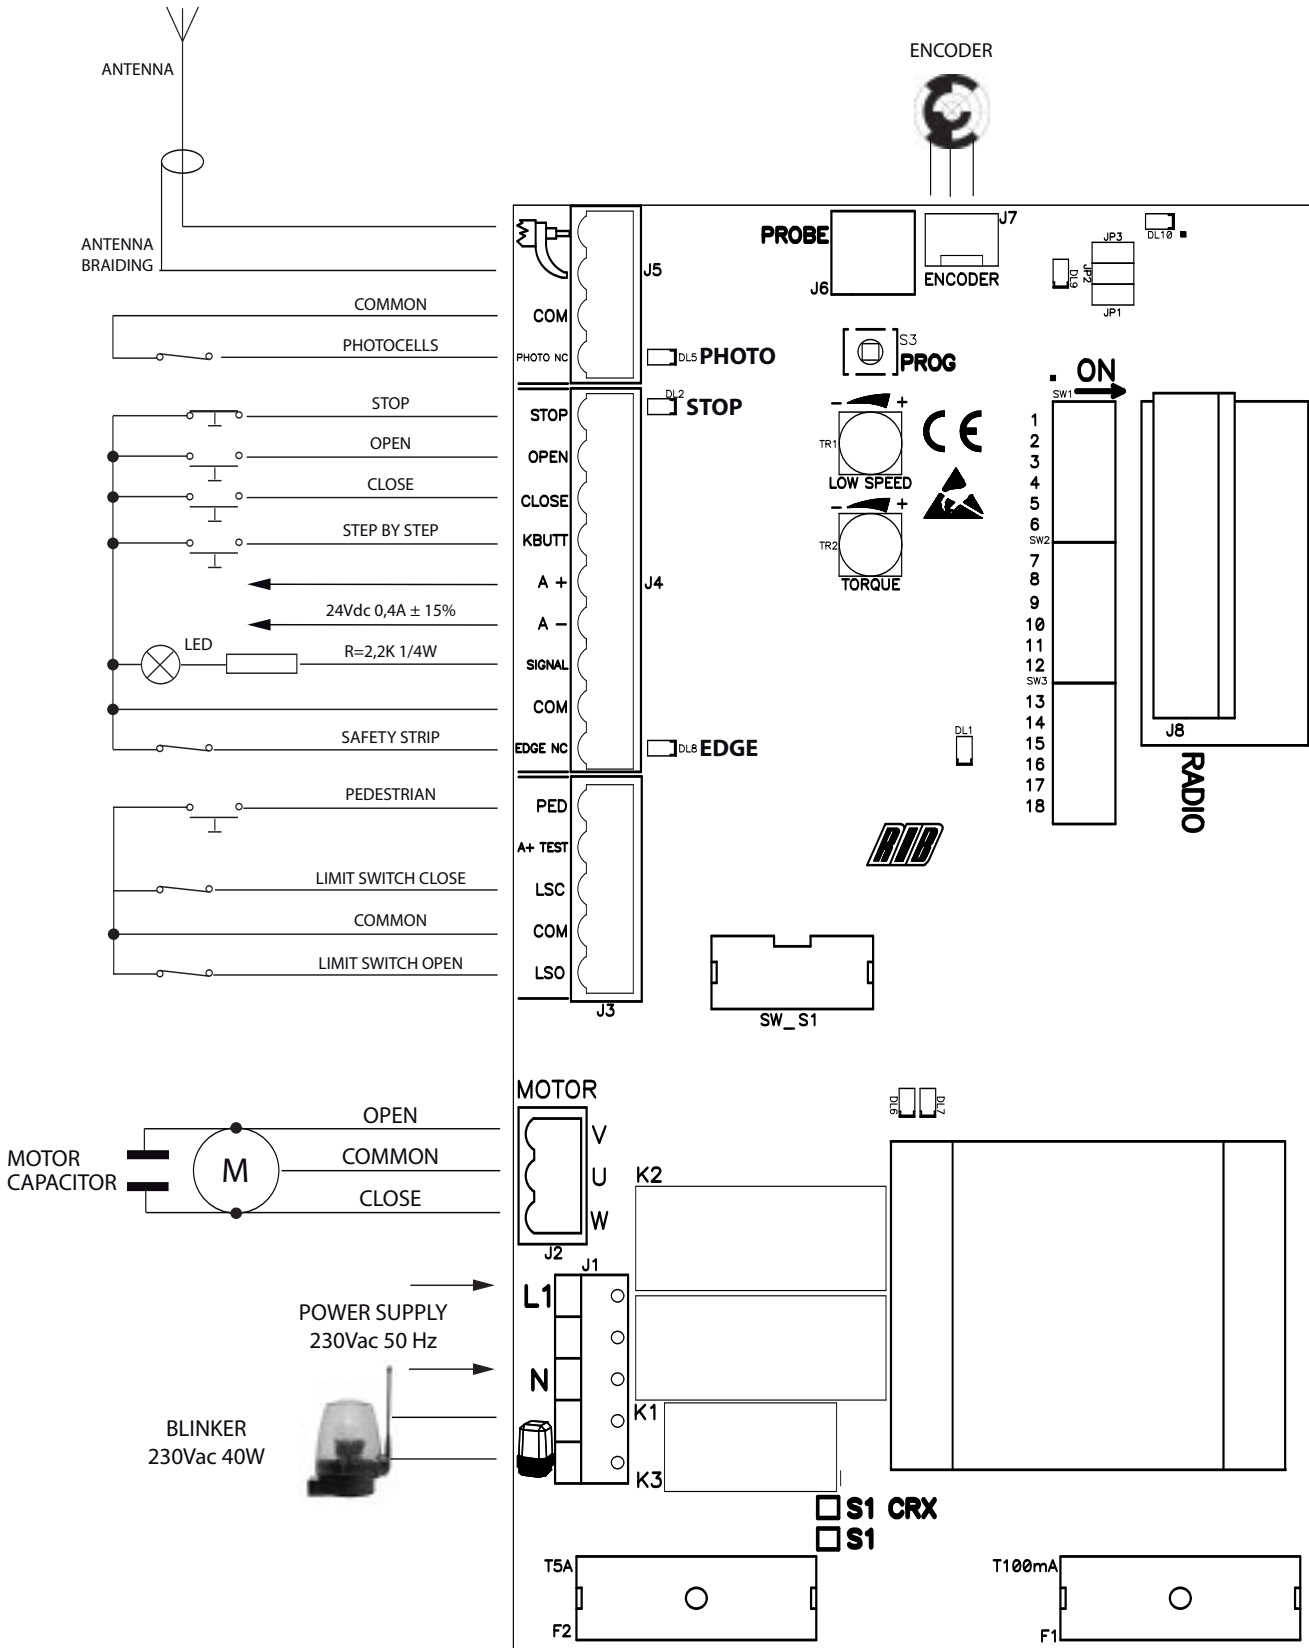 ENCODER
ANTENNA
ANTENNA
BRAIDING
COMMON
PHOTOCELLS
STOP
OPEN
CLOSE
STEP BY STEP
24Vdc 0,4A ± 15%
LED
R=2,2K 1/4W
SAFETY STRIP
PEDESTRIAN
LIMIT SWITCH CLOSE
COMMON
LIMIT SWITCH OPEN
COM
PHOTO NC
J5
DL5 PHOTO
STOP
OPEN
CLOSE
KBUTT
A +
A -
SIGNAL
COM
EDGE NC
J4
DL2
STOP
DL8 EDGE
PED
A+ TEST
LSC
COM
LSO
J3
PROBE
J6
J7
ENCODER
S3
PROG
- +
TR1
LOW SPEED
- +
TR2
TORQUE
CE
DL10
DL9
JP3
JP2
JP1
ON
SW1
1
2
3
4
5
6
SW2
7
8
9
10
11
12
SW3
13
14
15
16
17
18
J8
RADIO
DL1
RIB
SW_S1
MOTOR
OPEN
COMMON
CLOSE
MOTOR
CAPACITOR
M
V
U
W
J2
J1
L1
N
POWER SUPPLY
230Vac 50 Hz
BLINKER
230Vac 40W
K2
K1
K3
DL6
DL7
S1 CRX
S1
T5A
F2
T100mA
F1